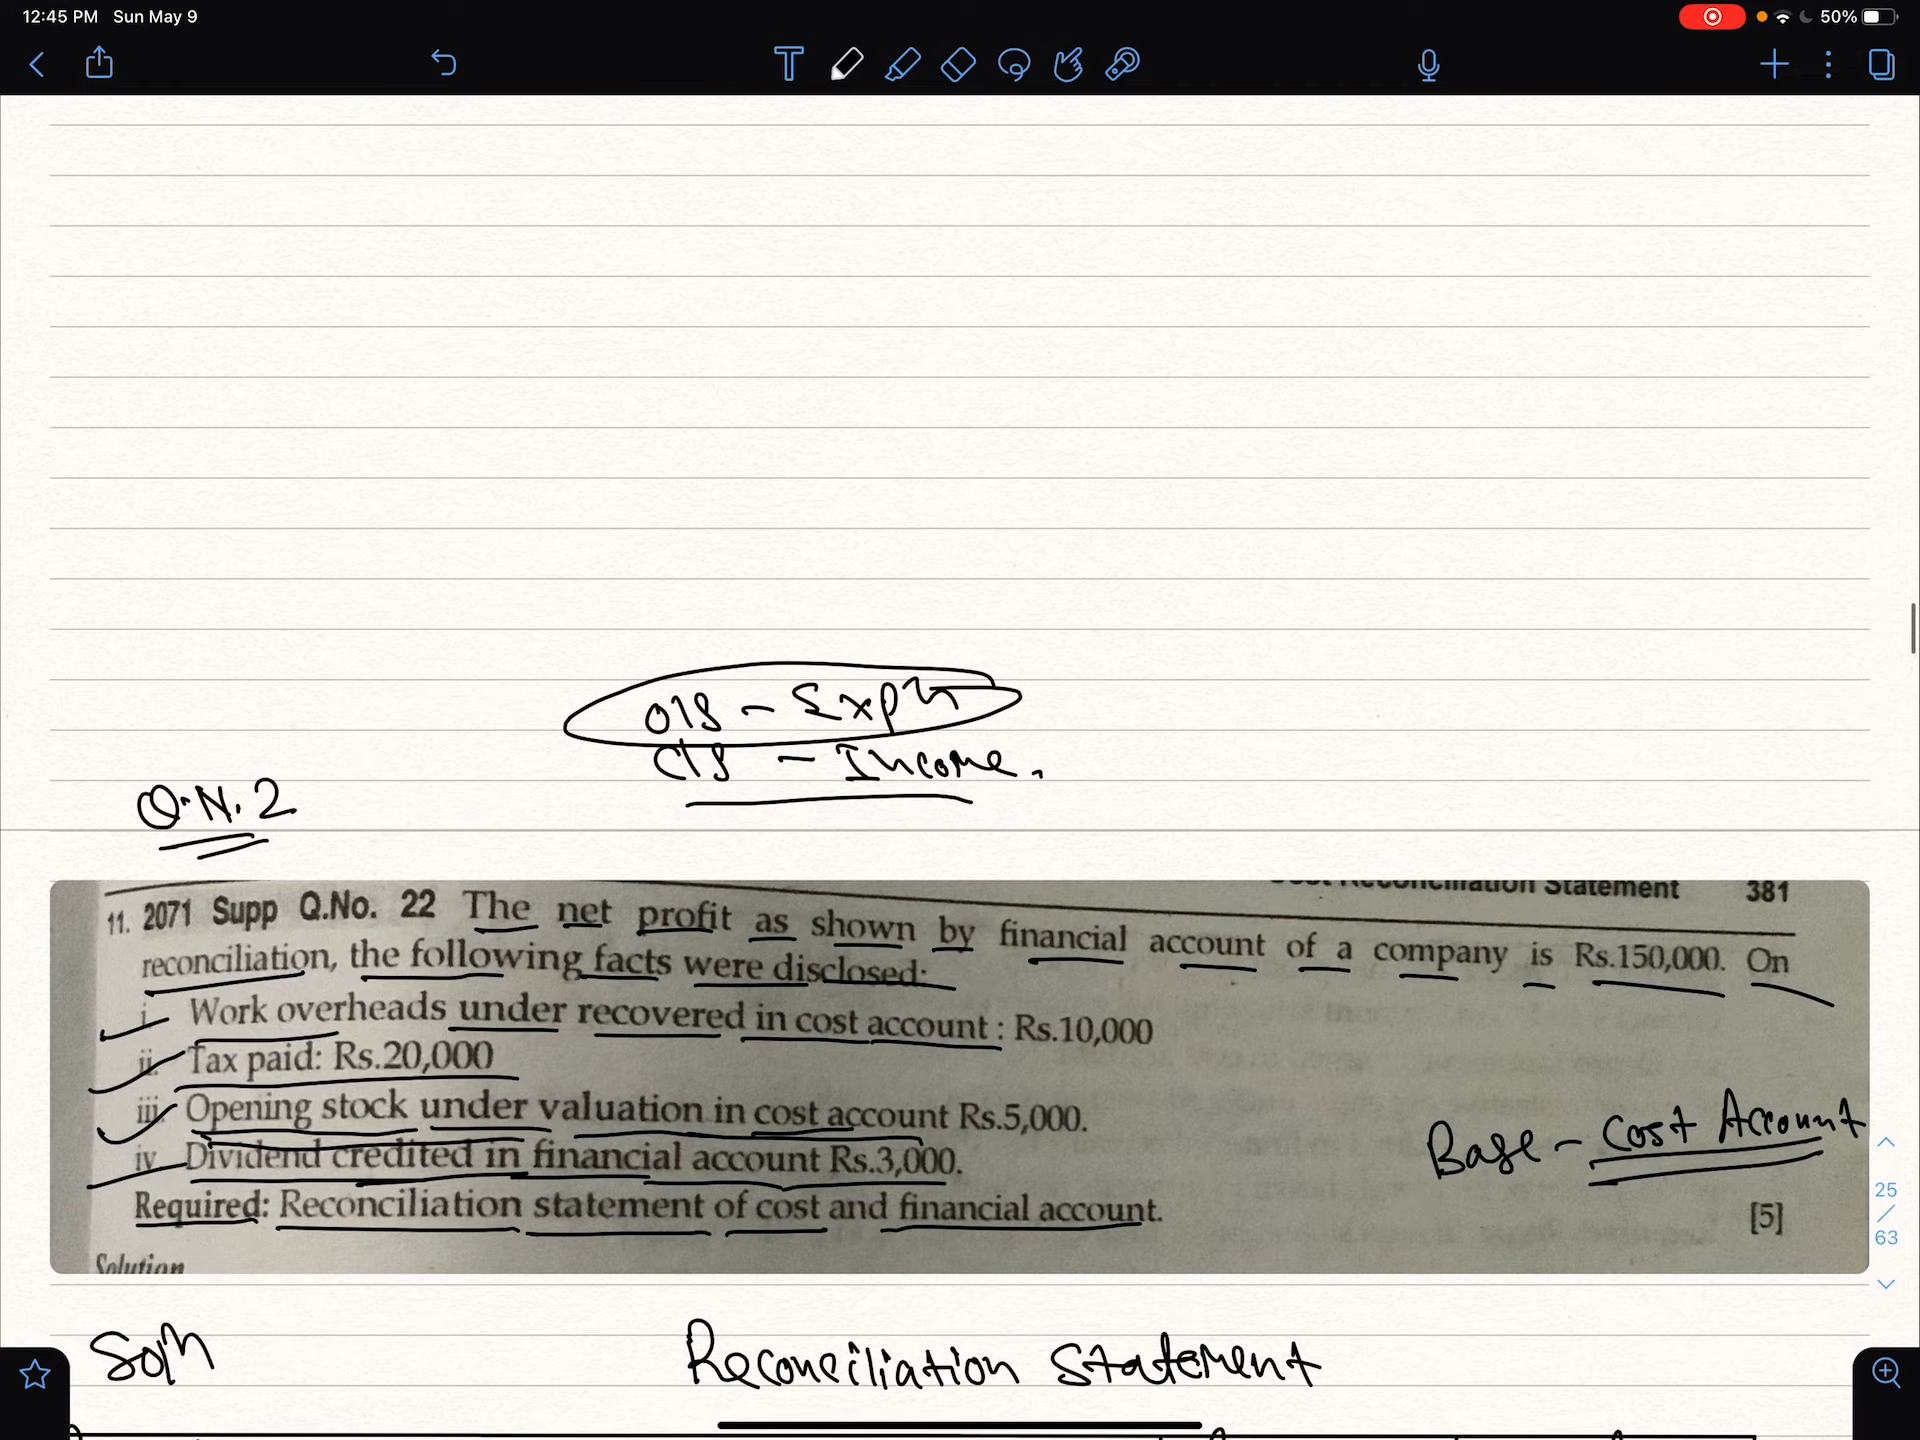 12:45 PM Sun May 9
50%
O/S - Expn
C/S - Income.
Q.N. 2
Cost Reconciliation Statement 381
11. 2071 Supp Q.No. 22 The net profit as shown by financial account of a company is Rs.150,000. On
reconciliation, the following facts were disclosed:
i. Work overheads under recovered in cost account : Rs.10,000
ii. Tax paid: Rs.20,000
iii. Opening stock under valuation in cost account Rs.5,000.
iv. Dividend credited in financial account Rs.3,000.
Base - Cost Account
Required: Reconciliation statement of cost and financial account. [5]
25
/
63
Solution
Soln
Reconciliation Statement